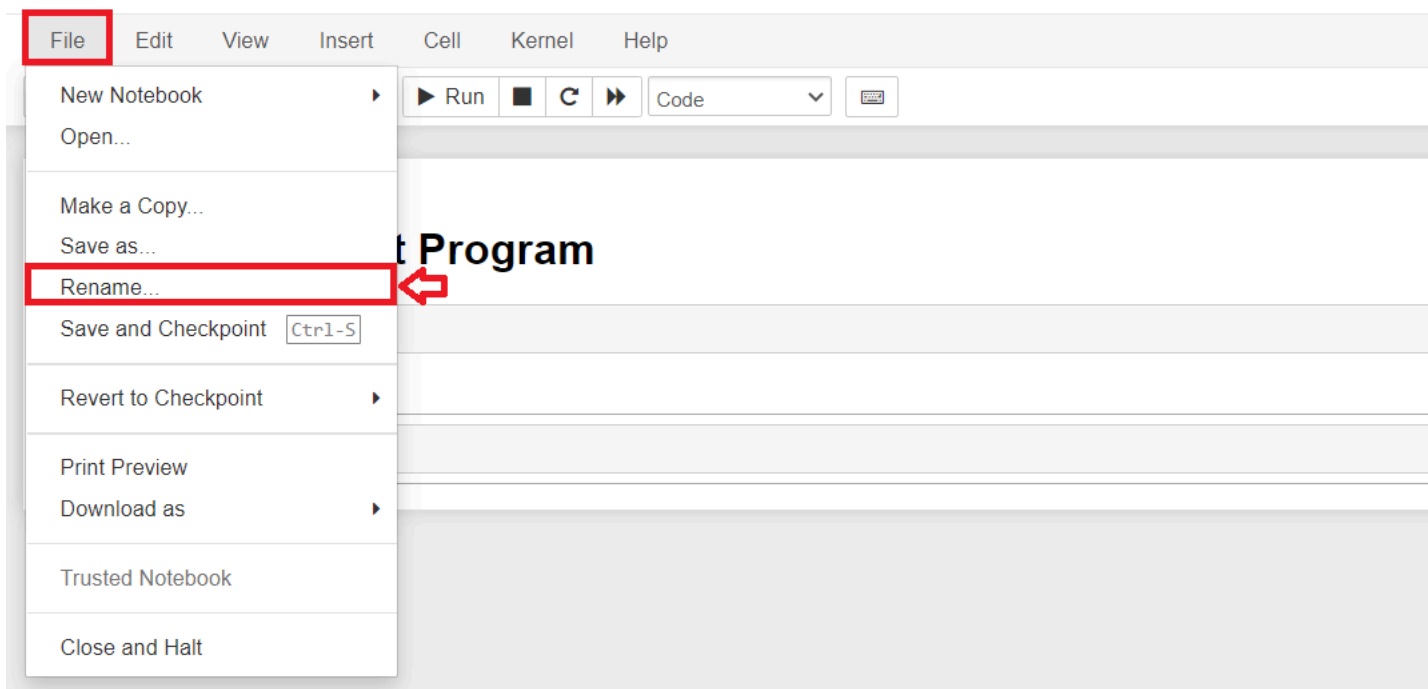 File Edit View Insert Cell Kernel Help
New Notebook
Run Code
Open...
Make a Copy...
Save as...
t Program
Rename...
Save and Checkpoint Ctrl-S
Revert to Checkpoint
Print Preview
Download as
Trusted Notebook
Close and Halt